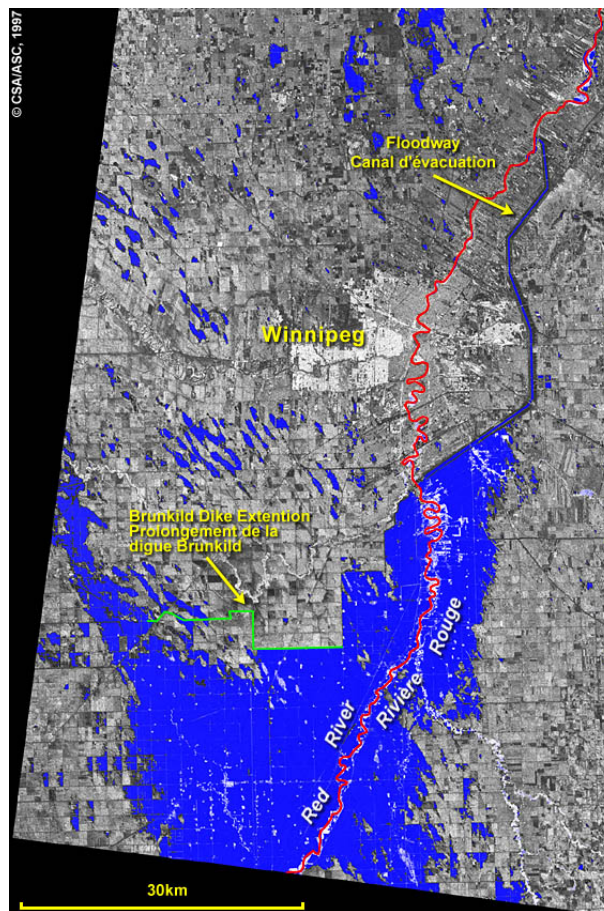 © CSA/ASC, 1997
Floodway
Canal d'évacuation
Winnipeg
Brunkild Dike Extention
Prolongement de la
digue Brunkild
Red River
Rivière Rouge
30km